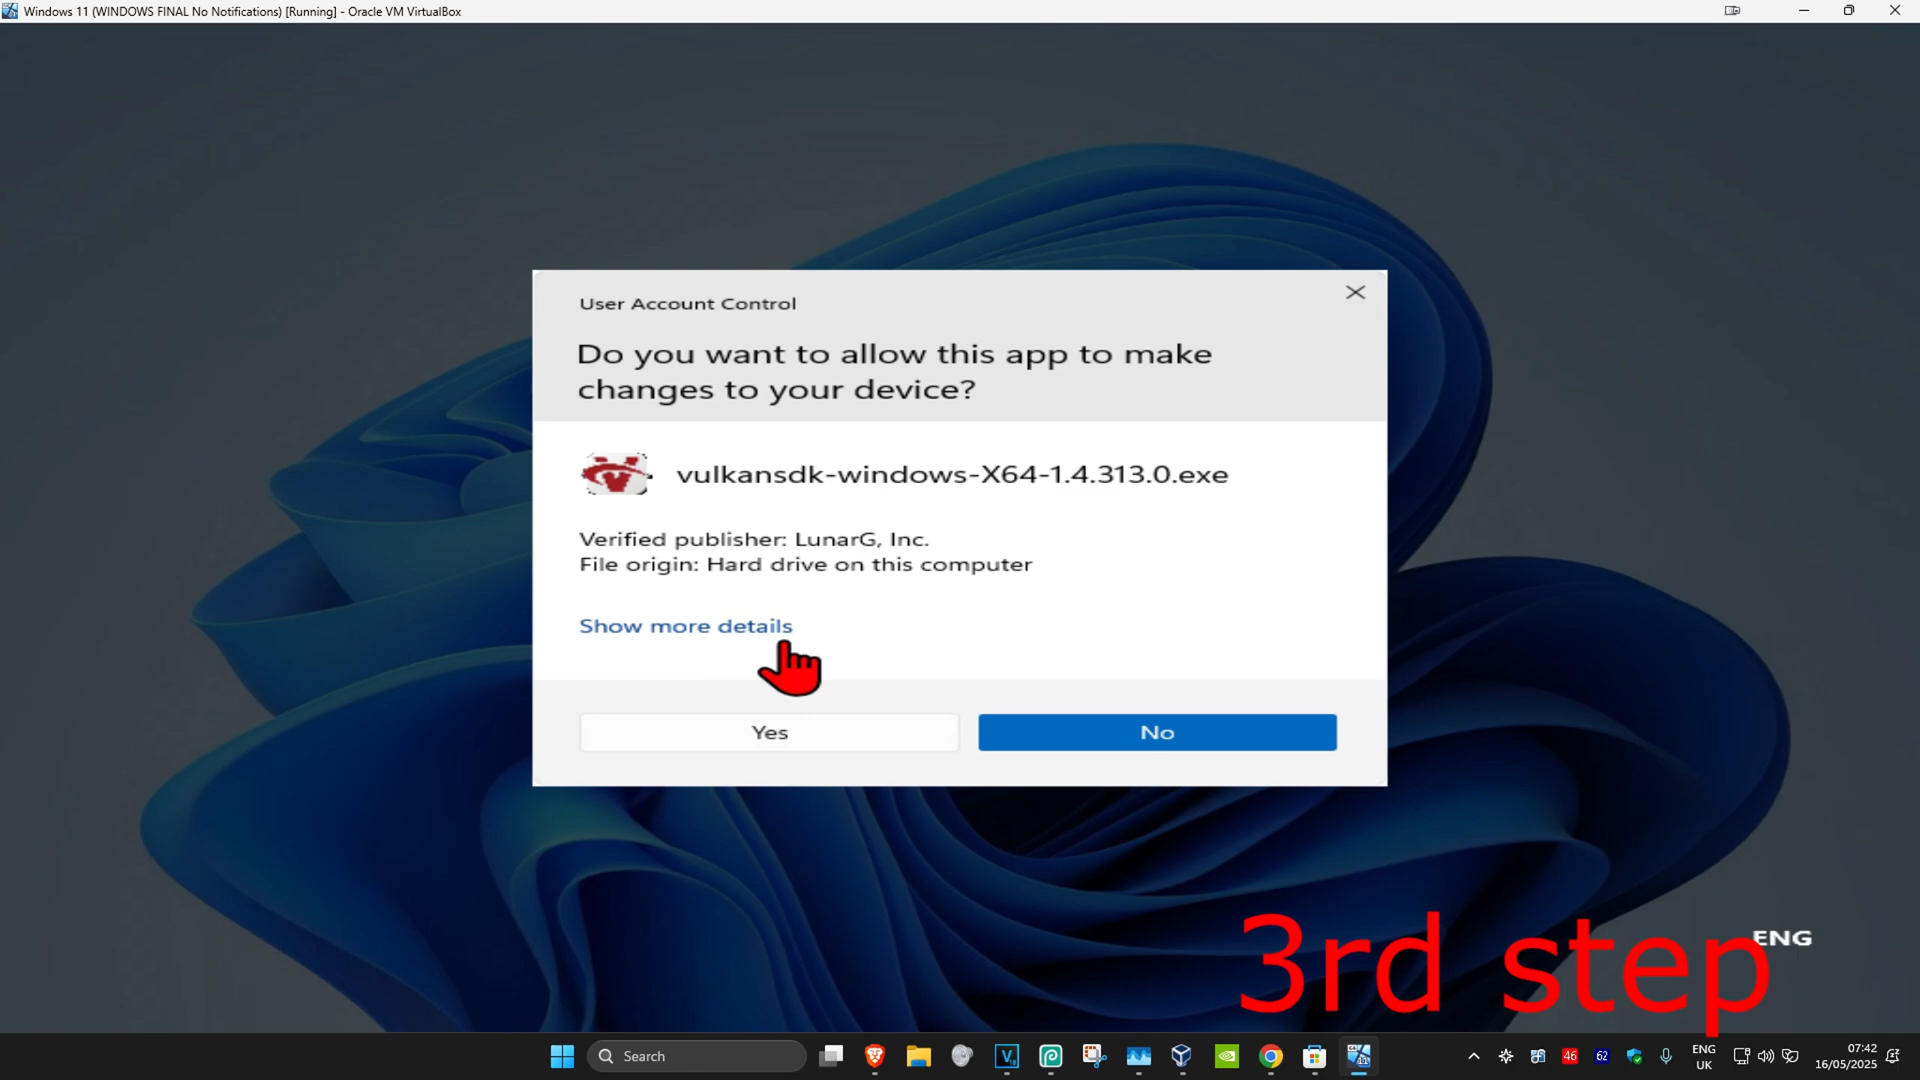 Windows 11 (WINDOWS FINAL No Notifications) [Running] - Oracle VM VirtualBox
User Account Control
Do you want to allow this app to make
changes to your device?
vulkansdk-windows-X64-1.4.313.0.exe
Verified publisher: LunarG, Inc.
File origin: Hard drive on this computer
Show more details
Yes
No
ENG
3rd step
Search
46
62
ENG
UK
07:42
16/05/2025